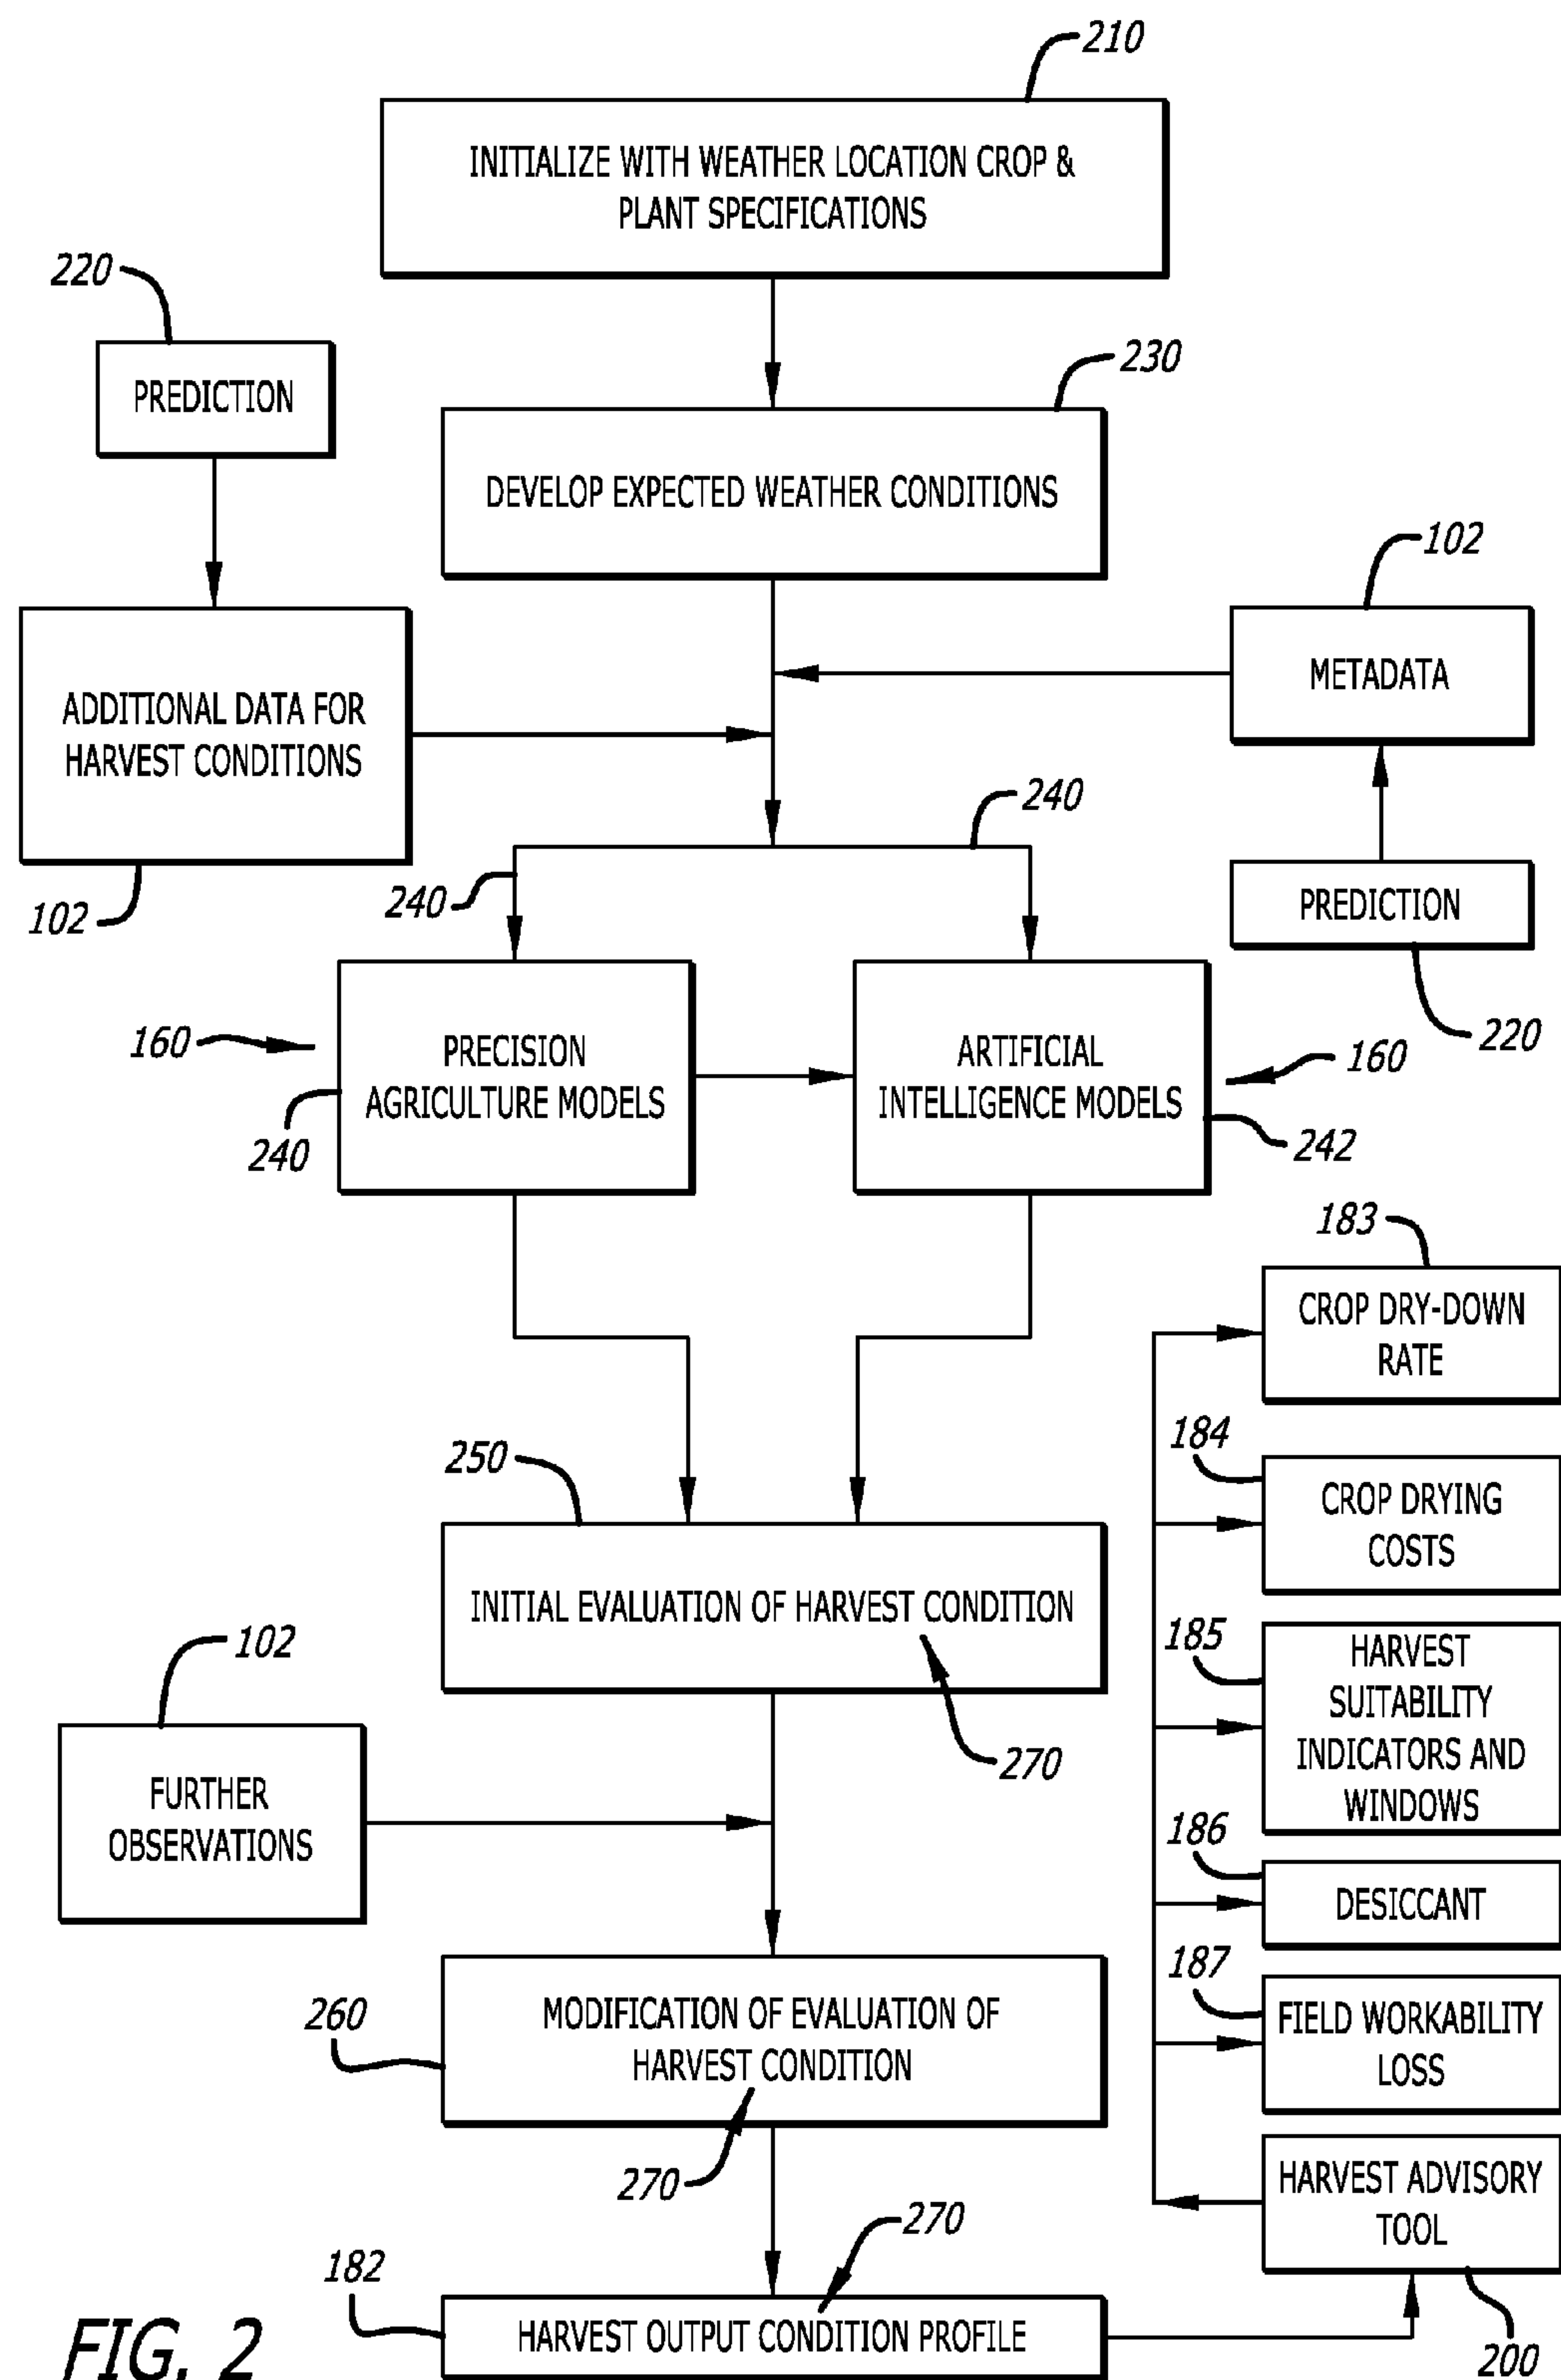 210
INITIALIZE WITH WEATHER LOCATION CROP &
PLANT SPECIFICATIONS
220
PREDICTION
230
DEVELOP EXPECTED WEATHER CONDITIONS
102
METADATA
ADDITIONAL DATA FOR
HARVEST CONDITIONS
102
240
240
PREDICTION
220
160
PRECISION
AGRICULTURE MODELS
240
ARTIFICIAL
INTELLIGENCE MODELS
160
242
183
CROP DRY-DOWN
RATE
184
CROP DRYING
COSTS
250
INITIAL EVALUATION OF HARVEST CONDITION
270
185
HARVEST
SUITABILITY
INDICATORS AND
WINDOWS
102
FURTHER
OBSERVATIONS
186
DESICCANT
187
FIELD WORKABILITY
LOSS
260
MODIFICATION OF EVALUATION OF
HARVEST CONDITION
270
HARVEST ADVISORY
TOOL
200
270
182
HARVEST OUTPUT CONDITION PROFILE
FIG. 2